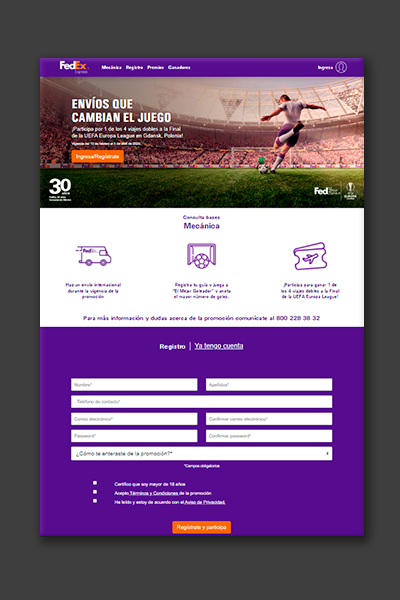 FedEx
Express
Mecánica Registro Premios Ganadores
Ingresa
ENVÍOS QUE
CAMBIAN EL JUEGO
¡Participa por 1 de los 4 viajes dobles a la Final
de la UEFA Europa League en Gdansk, Polonia!
Ingresa/Regístrate
30
FedEx
Consulta bases
Mecánica
FedEx
Haz un envío internacional
durante la vigencia de la
promoción
Registra tu guía y juega a
"El Mejor Goleador" y anota
el mayor número de goles.
¡Participa para ganar 1 de
los 4 viajes dobles a la Final
de la UEFA Europa League!
Para más información y dudas acerca de la promoción comunícate al 800 228 38 32
Registro | Ya tengo cuenta
Nombre* Apellidos*
Teléfono de contacto*
Correo electrónico* Confirmar correo electrónico*
Password* Confirmar password*
¿Cómo te enteraste de la promoción?*
*Campos obligatorios
Certifico que soy mayor de 18 años
Acepto Términos y Condiciones de la promoción
He leído y estoy de acuerdo con el Aviso de Privacidad.
Regístrate y participa